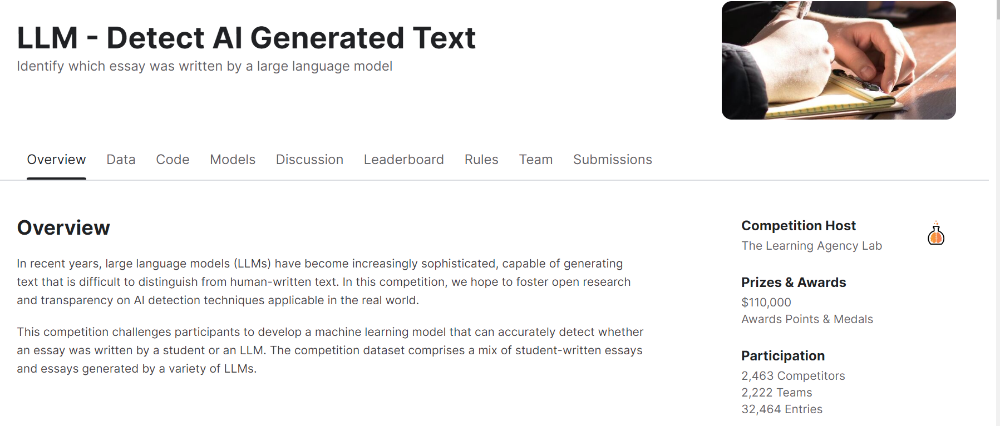 LLM - Detect AI Generated Text
Identify which essay was written by a large language model
Overview
Data
Code
Models
Discussion
Leaderboard
Rules
Team
Submissions
Overview
In recent years, large language models (LLMs) have become increasingly sophisticated, capable of generating
text that is difficult to distinguish from human-written text. In this competition, we hope to foster open research
and transparency on AI detection techniques applicable in the real world.
This competition challenges participants to develop a machine learning model that can accurately detect whether
an essay was written by a student or an LLM. The competition dataset comprises a mix of student-written essays
and essays generated by a variety of LLMs.
Competition Host
The Learning Agency Lab
Prizes & Awards
$110,000
Awards Points & Medals
Participation
2,463 Competitors
2,222 Teams
32,464 Entries